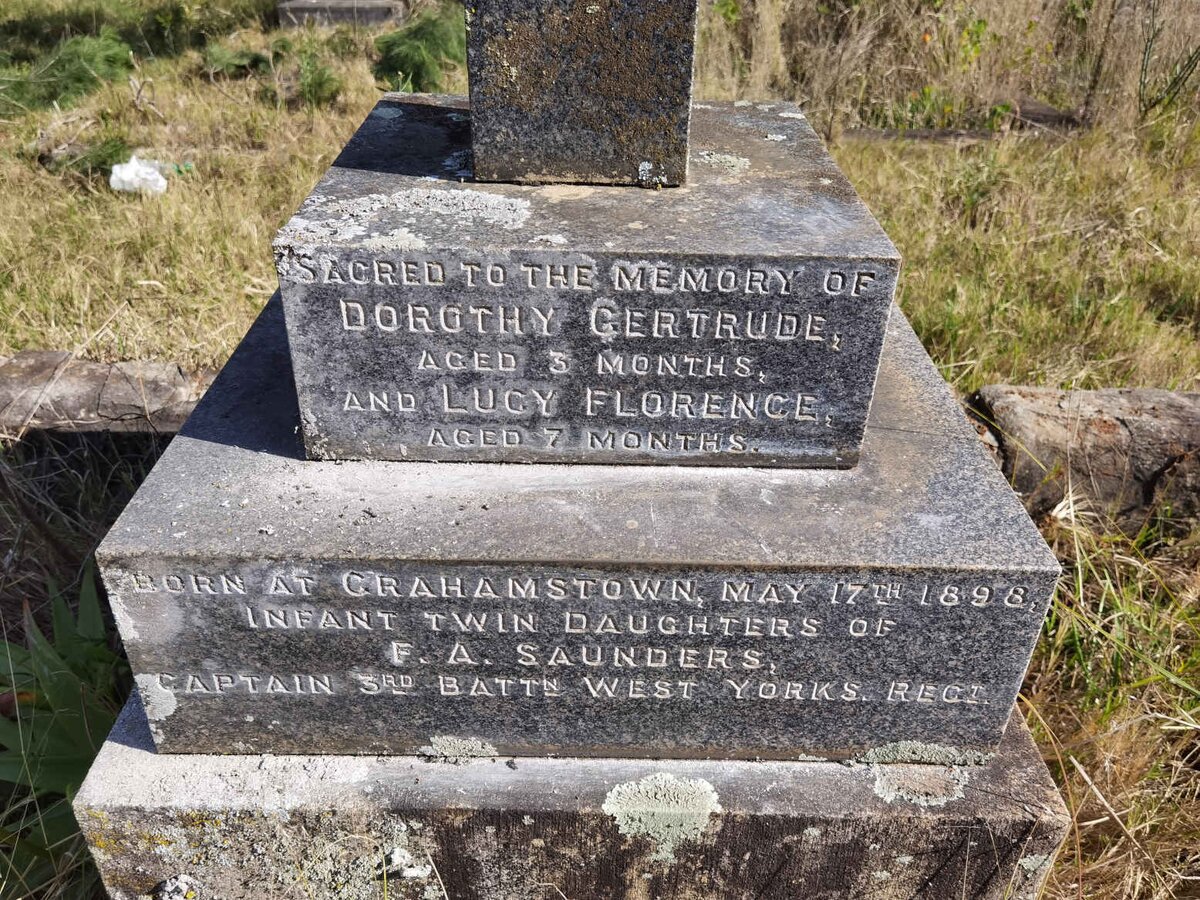 SACRED TO THE MEMORY OF
DOROTHY GERTRUDE,
AGED 3 MONTHS,
AND LUCY FLORENCE,
AGED 7 MONTHS.
BORN AT GRAHAMSTOWN, MAY 17TH 1898,
INFANT TWIN DAUGHTERS OF
F. A. SAUNDERS,
CAPTAIN 3RD BATTN WEST YORKS. REGT.